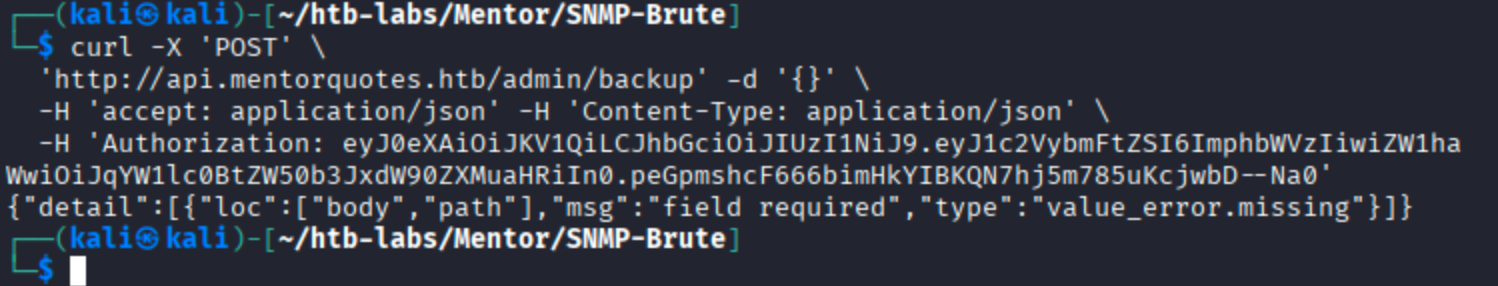 ┌──(kali㉿kali)-[~/htb-labs/Mentor/SNMP-Brute]
└─$ curl -X 'POST' \
  'http://api.mentorquotes.htb/admin/backup' -d '{}' \
  -H 'accept: application/json' -H 'Content-Type: application/json' \
  -H 'Authorization: eyJ0eXAiOiJKV1QiLCJhbGciOiJIUzI1NiJ9.eyJ1c2VybmFtZSI6ImphbWVzIiwiZW1ha
WwiOiJqYW1lc0BtZW50b3JxdW90ZXMuaHRiIn0.peGpmshcF666bimHkYIBKQN7hj5m785uKcjwbD--Na0'
{"detail":[{"loc":["body","path"],"msg":"field required","type":"value_error.missing"}]}
┌──(kali㉿kali)-[~/htb-labs/Mentor/SNMP-Brute]
└─$